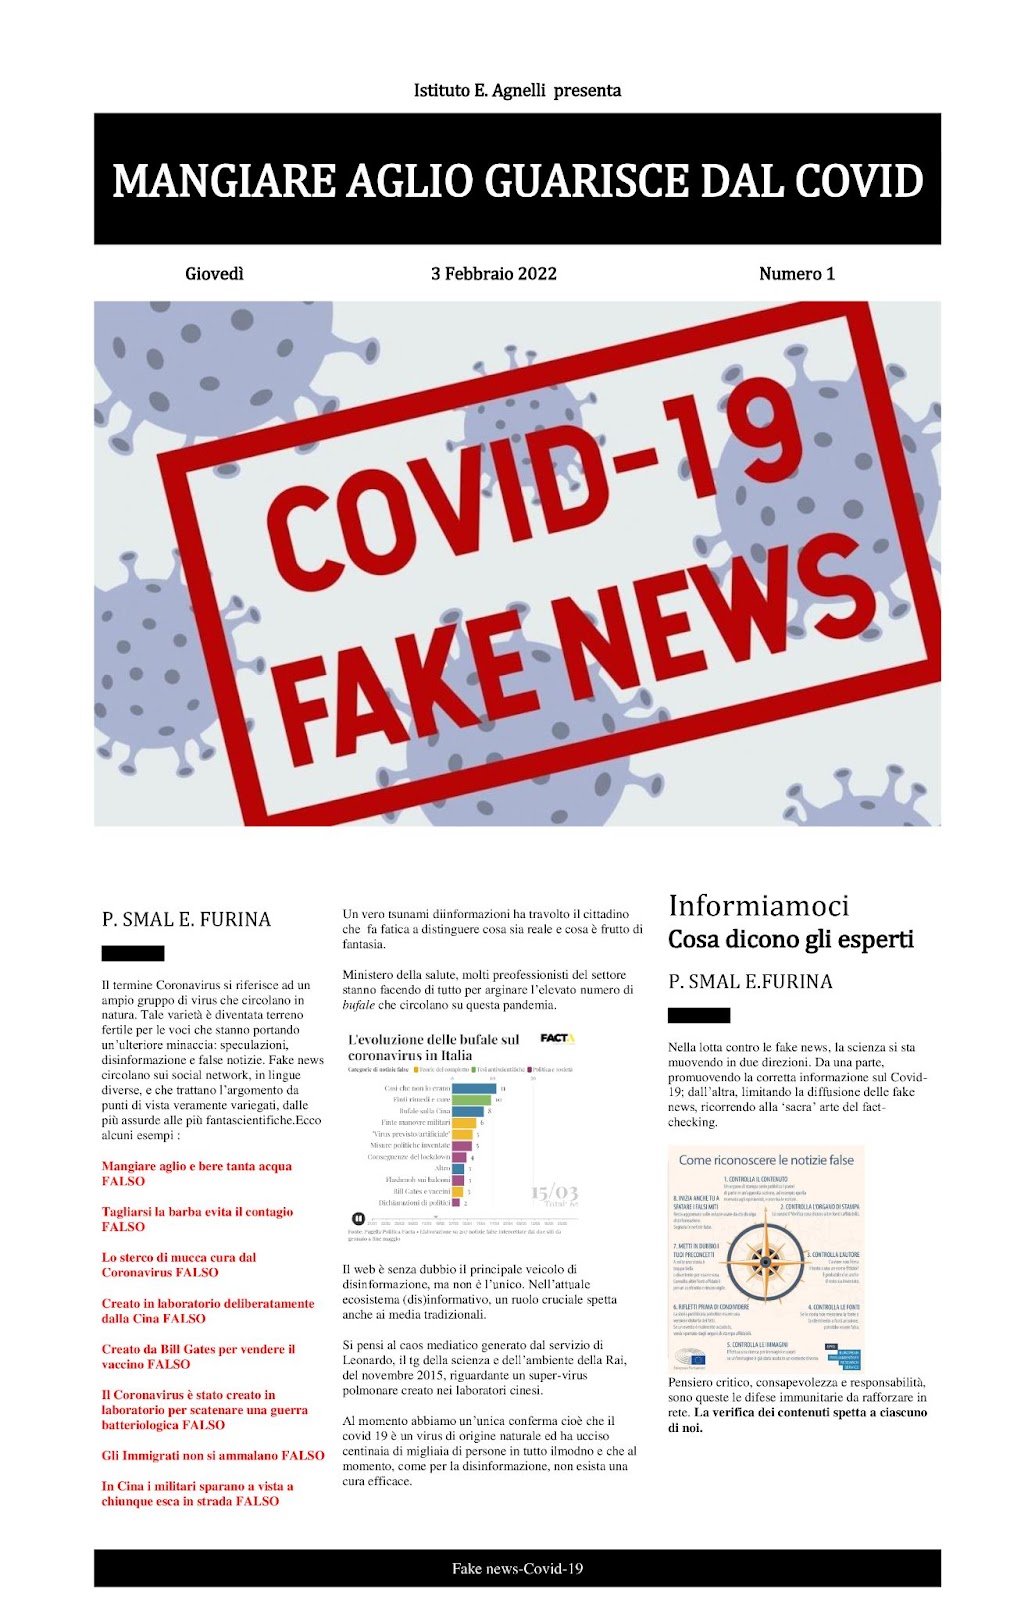 Istituto E. Agnelli presenta
MANGIARE AGLIO GUARISCE DAL COVID
Giovedì 3 Febbraio 2022 Numero 1
COVID-19
FAKE NEWS
P. SMAL E. FURINA
Il termine Coronavirus si riferisce ad un
ampio gruppo di virus che circolano in
natura. Tale varietà è diventata terreno
fertile per le voci che stanno portando
un'ulteriore minaccia: speculazioni,
disinformazione e false notizie. Fake news
circolano sui social network, in lingue
diverse, e che trattano l'argomento da
punti di vista veramente variegati, dalle
più assurde alle più fantascientifiche.Ecco
alcuni esempi :
Mangiare aglio e bere tanta acqua
FALSO
Tagliarsi la barba evita il contagio
FALSO
Lo sterco di mucca cura dal
Coronavirus FALSO
Creato in laboratorio deliberatamente
dalla Cina FALSO
Creato da Bill Gates per vendere il
vaccino FALSO
Il Coronavirus è stato creato in
laboratorio per scatenare una guerra
batteriologica FALSO
Gli Immigrati non si ammalano FALSO
In Cina i militari sparano a vista a
chiunque esca in strada FALSO
Un vero tsunami diinformazioni ha travolto il cittadino
che fa fatica a distinguere cosa sia reale e cosa è frutto di
fantasia.
Ministero della salute, molti preofessionisti del settore
stanno facendo di tutto per arginare l'elevato numero di
bufale che circolano su questa pandemia.
L'evoluzione delle bufale sul
coronavirus in Italia
FACTA
Categorie di notizie false Teorie del complotto Tesi antiscientifiche Politica e società
Cosi che non lo erano 11
Finti rimedi e cure 10
Bufale sulla Cina 8
Finte manovre militari 6
"Virus previsto/artificiale" 5
Misure politiche inventate 5
Conseguenze del lockdown 4
Altro 3
Flashmob sui balconi 3
Bill Gates e vaccini 3
Dichiarazioni di politici 2
15/03
Il web è senza dubbio il principale veicolo di
disinformazione, ma non è l'unico. Nell'attuale
ecosistema (dis)informativo, un ruolo cruciale spetta
anche ai media tradizionali.
Si pensi al caos mediatico generato dal servizio di
Leonardo, il tg della scienza e dell'ambiente della Rai,
del novembre 2015, riguardante un super-virus
polmonare creato nei laboratori cinesi.
Al momento abbiamo un'unica conferma cioè che il
covid 19 è un virus di origine naturale ed ha ucciso
centinaia di migliaia di persone in tutto ilmodno e che al
momento, come per la disinformazione, non esista una
cura efficace.
Informiamoci
Cosa dicono gli esperti
P. SMAL E.FURINA
Nella lotta contro le fake news, la scienza si sta
muovendo in due direzioni. Da una parte,
promuovendo la corretta informazione sul Covid-
19; dall'altra, limitando la diffusione delle fake
news, ricorrendo alla 'sacra' arte del fact-
checking.
Come riconoscere le notizie false
1. CONTROLLA IL CONTENUTO
8. INIZIA ANCHE TU A
SFATARE I FALSI MITI
2. CONTROLLA L'ORGANO DI STAMPA
7. METTI IN DUBBIO I
TUOI PRECONCETTI
3. CONTROLLA L'AUTORE
6. RIFLETTI PRIMA DI CONDIVIDERE
4. CONTROLLA LE FONTI
5. CONTROLLA LE IMMAGINI
Pensiero critico, consapevolezza e responsabilità,
sono queste le difese immunitarie da rafforzare in
rete. La verifica dei contenuti spetta a ciascuno
di noi.
Fake news-Covid-19